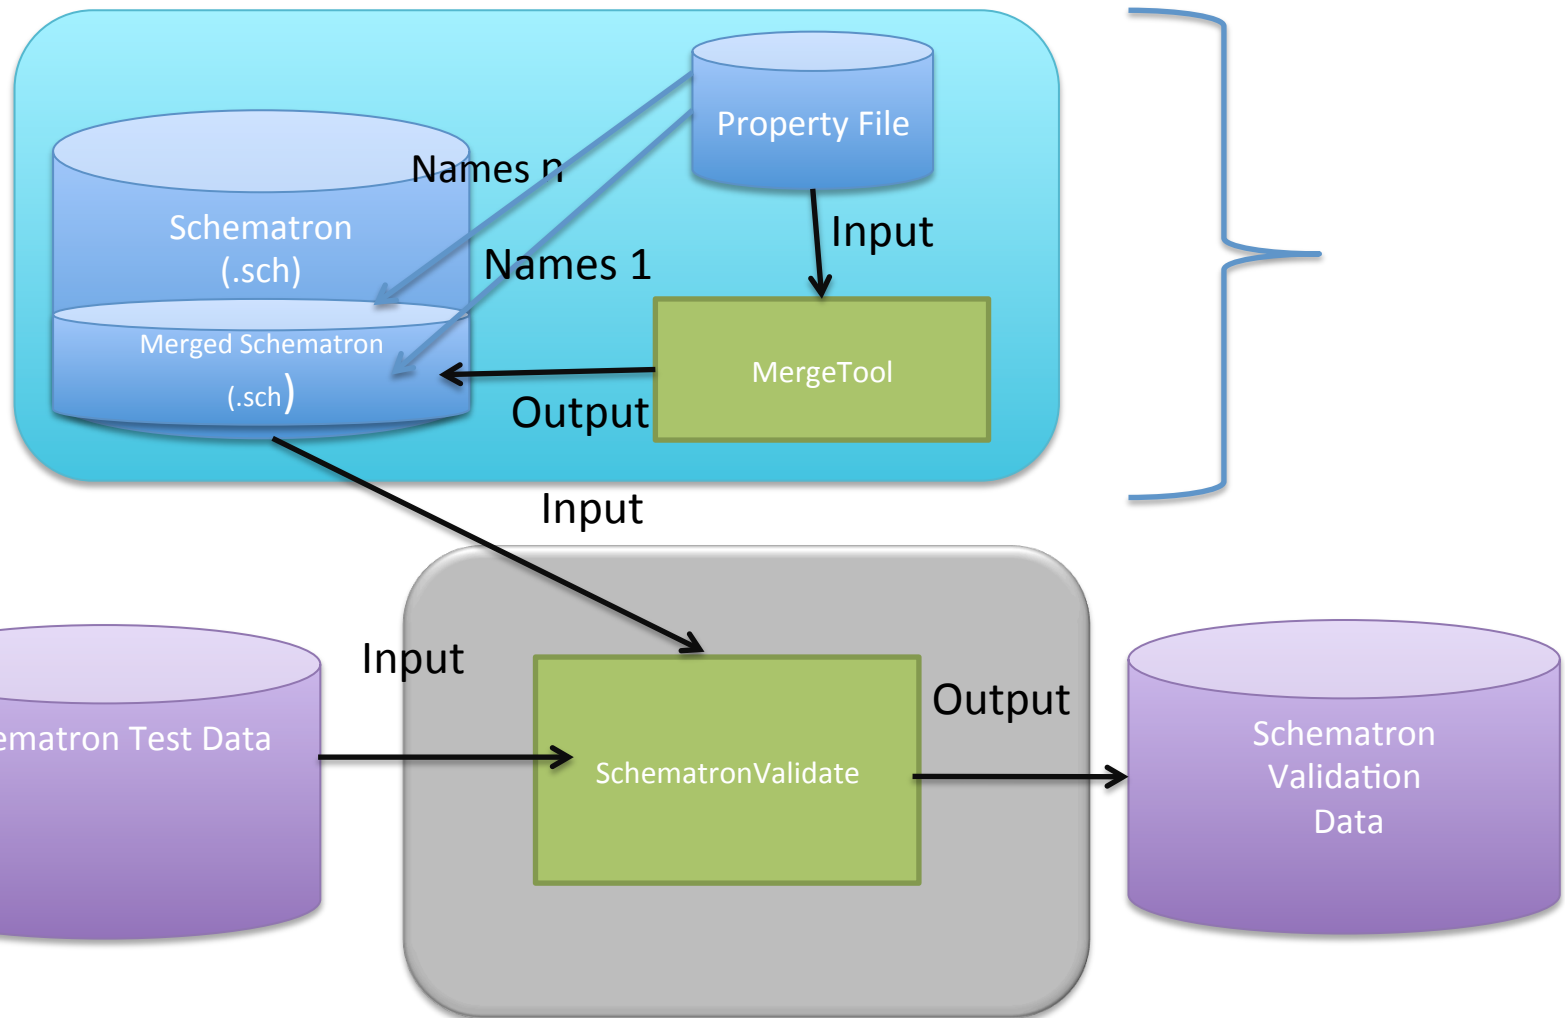 Property File
Names n
Schematron
(.sch)
Input
Names 1
Merged Schematron
(.sch)
MergeTool
Output
Input
Input
Output
ematron Test Data
SchematronValidate
Schematron
Validation
Data